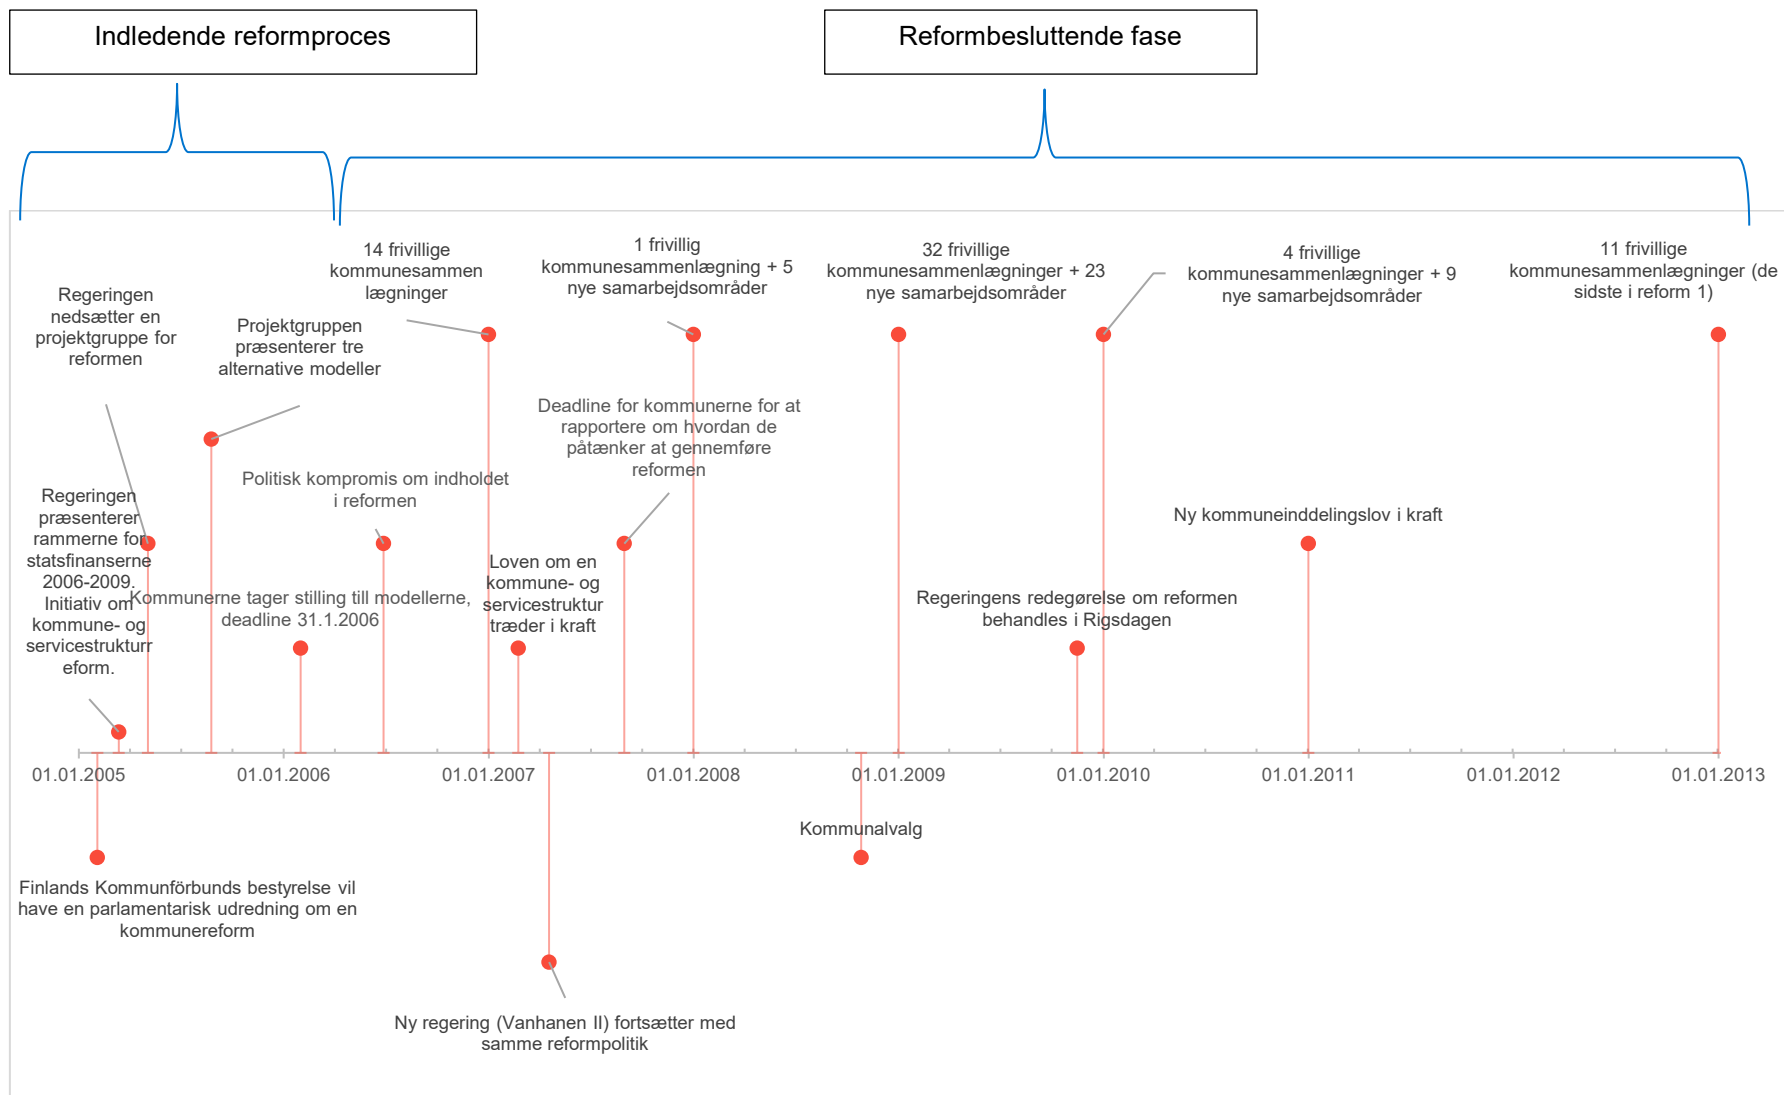 Indledende reformproces
Reformbesluttende fase
Regeringen
nedsætter en
projektgruppe for
reformen
Projektgruppen
præsenterer tre
alternative modeller
14 frivillige
kommunesammen
lægninger
1 frivillig
kommunesammenlægning + 5
nye samarbejdsområder
32 frivillige
kommunesammenlægninger + 23
nye samarbejdsområder
4 frivillige
kommunesammenlægninger + 9
nye samarbejdsområder
11 frivillige
kommunesammenlægninger (de
sidste i reform 1)
Regeringen
præsenterer
rammerne for
statsfinanserne
2006-2009.
Initiativ om
kommune- og
servicestrukturr
eform.
Politisk kompromis om indholdet
i reformen
Deadline for kommunerne for at
rapportere om hvordan de
påtænker at gennemføre
reformen
Kommunerne tager stilling till modellerne,
deadline 31.1.2006
Loven om en
kommune- og
servicestruktur
træder i kraft
Regeringens redegørelse om reformen
behandles i Rigsdagen
Ny kommuneinddelingslov i kraft
01.01.2005
01.01.2006
01.01.2007
01.01.2008
01.01.2009
01.01.2010
01.01.2011
01.01.2012
01.01.2013
Kommunalvalg
Finlands Kommunförbunds bestyrelse vil
have en parlamentarisk udredning om en
kommunereform
Ny regering (Vanhanen II) fortsætter med
samme reformpolitik